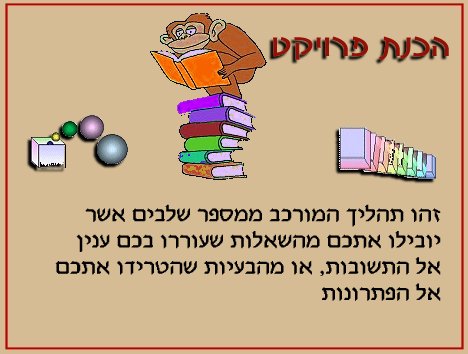 הכנת פרויקט
זהו תהליך המורכב ממספר שלבים אשר
יובילו אתכם מהשאלות שעוררו בכם ענין
אל התשובות, או מהבעיות שהטרידו אתכם
אל הפתרונות